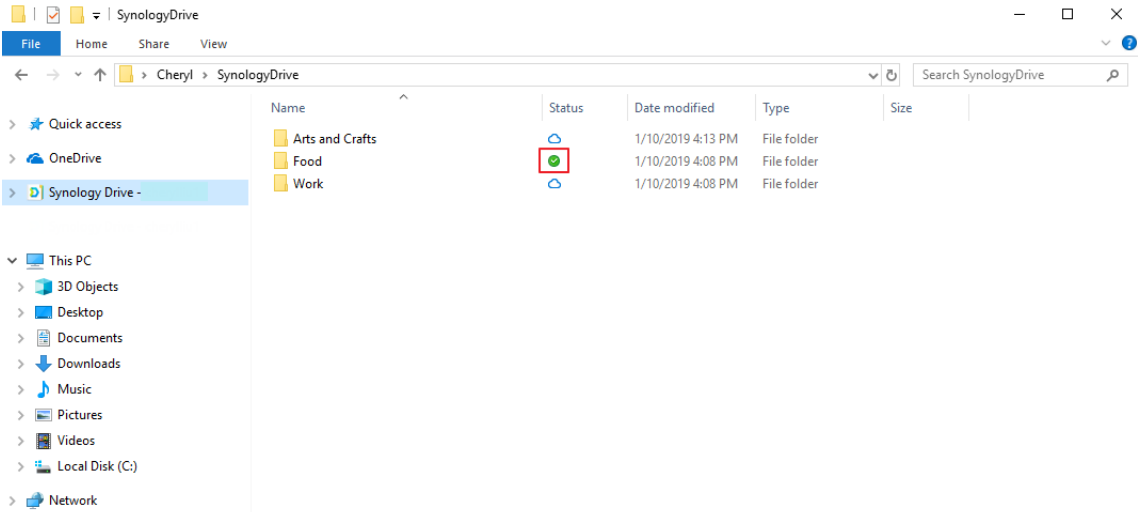 SynologyDrive
File Home Share View
Cheryl > SynologyDrive
Search SynologyDrive
Name Status Date modified Type Size
Arts and Crafts 1/10/2019 4:13 PM File folder
Food 1/10/2019 4:08 PM File folder
Work 1/10/2019 4:08 PM File folder
Quick access
OneDrive
Synology Drive -
This PC
3D Objects
Desktop
Documents
Downloads
Music
Pictures
Videos
Local Disk (C:)
Network